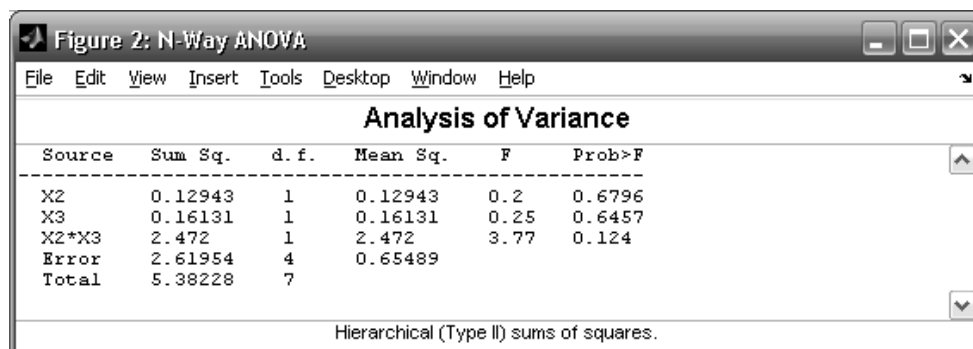 Figure 2: N-Way ANOVA
File Edit View Insert Tools Desktop Window Help
Analysis of Variance
Source Sum Sq. d.f. Mean Sq. F Prob>F
X2 0.12943 1 0.12943 0.2 0.6796
X3 0.16131 1 0.16131 0.25 0.6457
X2*X3 2.472 1 2.472 3.77 0.124
Error 2.61954 4 0.65489
Total 5.38228 7
Hierarchical (Type II) sums of squares.